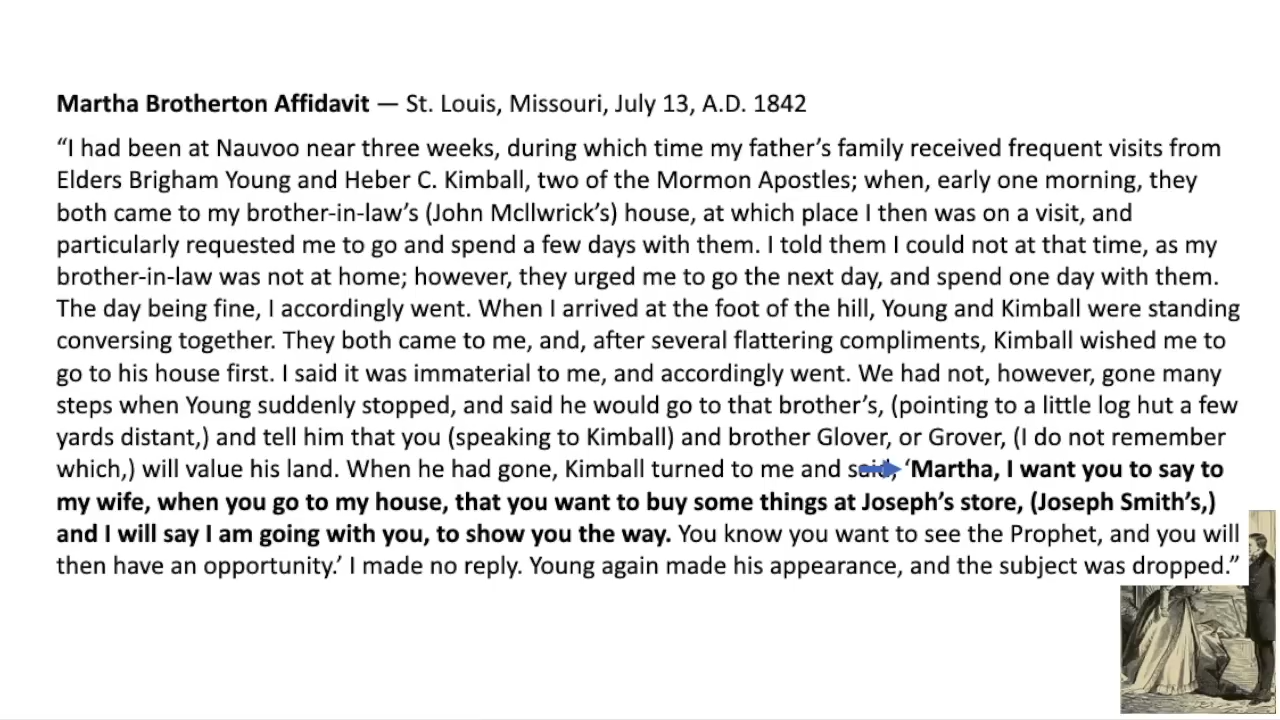 Martha Brotherton Affidavit — St. Louis, Missouri, July 13, A.D. 1842
“I had been at Nauvoo near three weeks, during which time my father’s family received frequent visits from
Elders Brigham Young and Heber C. Kimball, two of the Mormon Apostles; when, early one morning, they
both came to my brother-in-law’s (John McIlwrick’s) house, at which place I then was on a visit, and
particularly requested me to go and spend a few days with them. I told them I could not at that time, as my
brother-in-law was not at home; however, they urged me to go the next day, and spend one day with them.
The day being fine, I accordingly went. When I arrived at the foot of the hill, Young and Kimball were standing
conversing together. They both came to me, and, after several flattering compliments, Kimball wished me to
go to his house first. I said it was immaterial to me, and accordingly went. We had not, however, gone many
steps when Young suddenly stopped, and said he would go to that brother’s, (pointing to a little log hut a few
yards distant,) and tell him that you (speaking to Kimball) and brother Glover, or Grover, (I do not remember
which,) will value his land. When he had gone, Kimball turned to me and said, ‘Martha, I want you to say to
my wife, when you go to my house, that you want to buy some things at Joseph’s store, (Joseph Smith’s,)
and I will say I am going with you, to show you the way. You know you want to see the Prophet, and you will
then have an opportunity.’ I made no reply. Young again made his appearance, and the subject was dropped.”